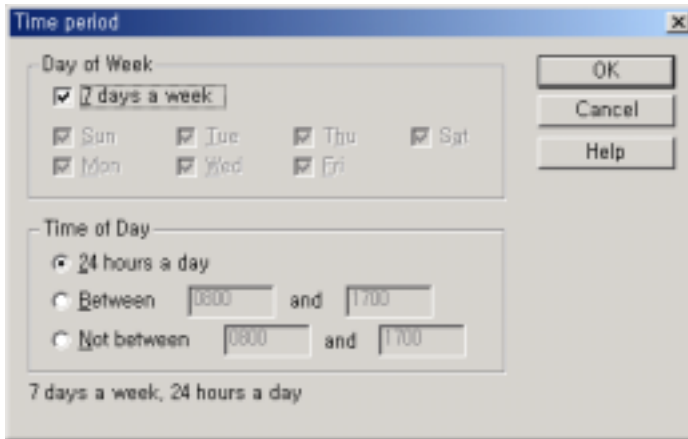 Time period
Day of Week
7 days a week
Sun Tue Thu Sat
Mon Wed Fri
OK
Cancel
Help
Time of Day
24 hours a day
Between 0800 and 1700
Not between 0800 and 1700
7 days a week, 24 hours a day